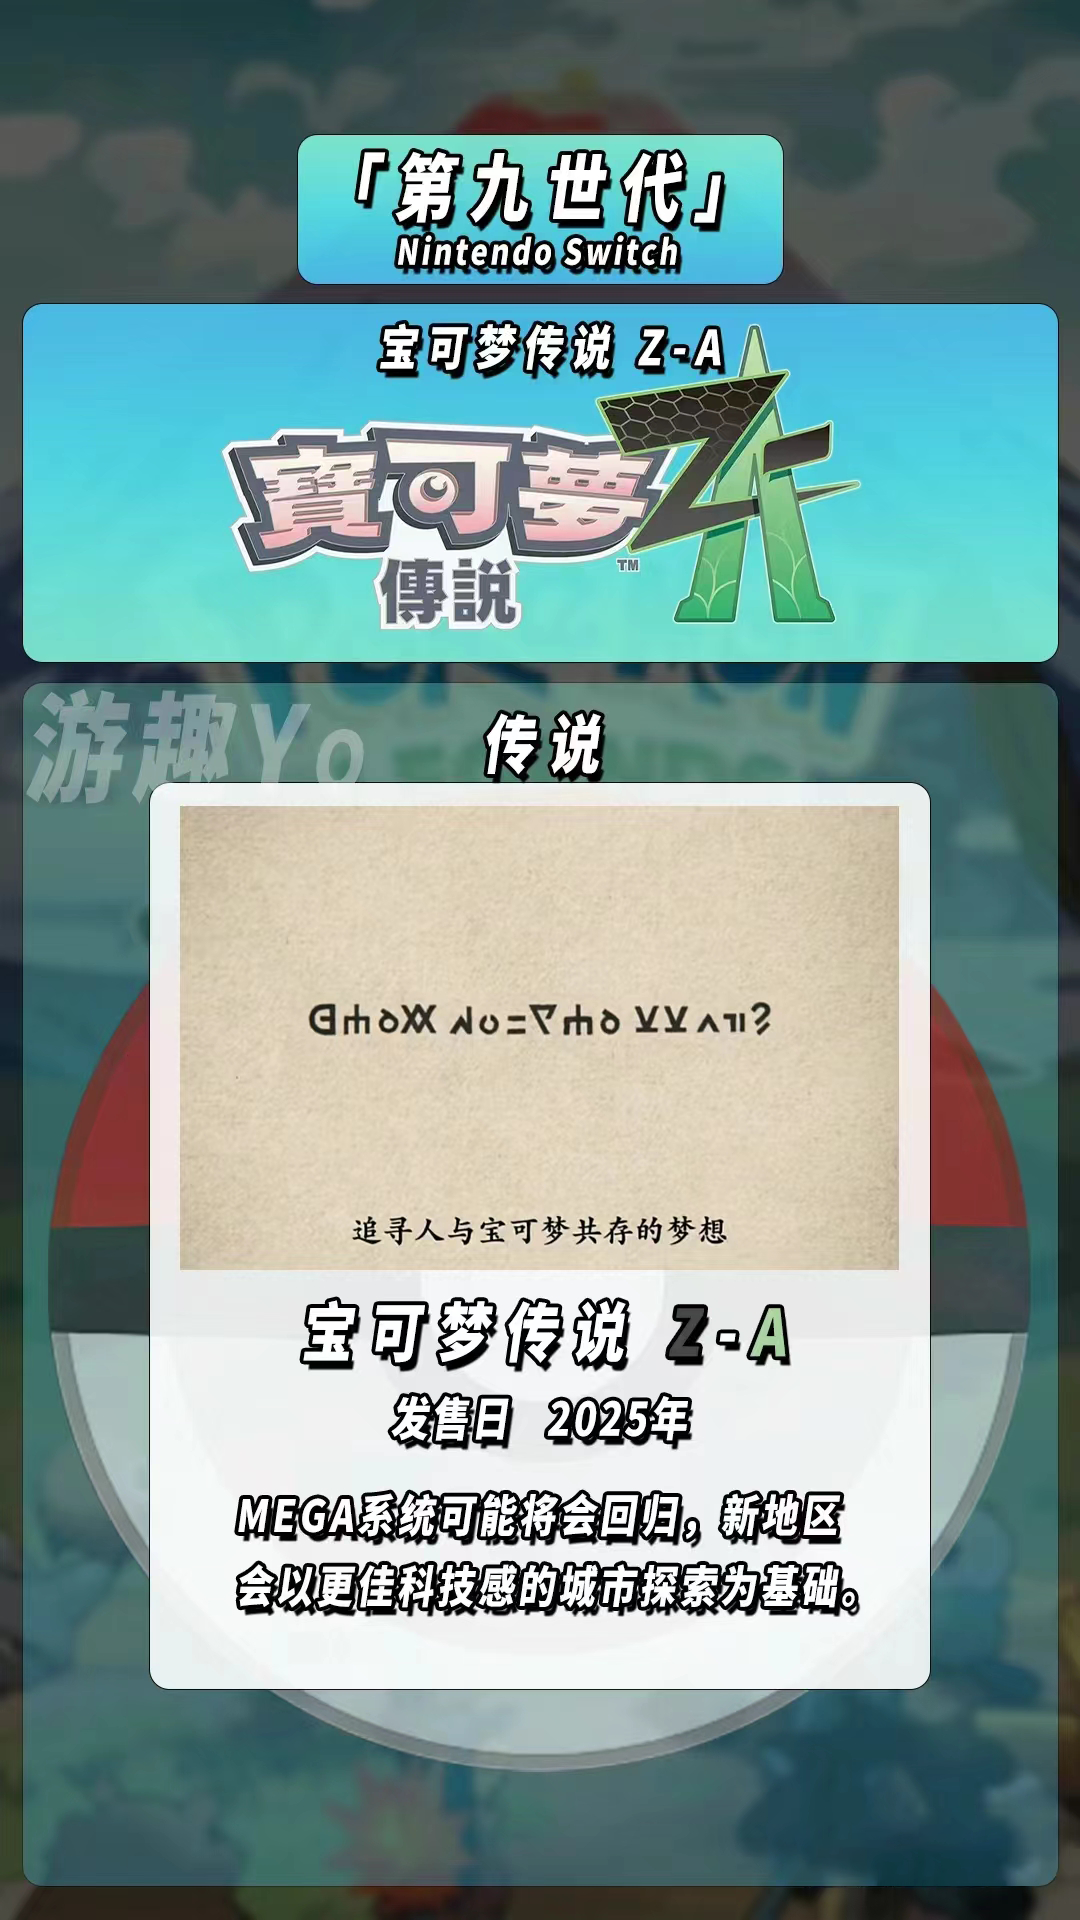 「第九世代」
Nintendo Switch
宝可梦传说 Z-A
寶可夢
ZA
傳說
TM
游趣Yo
传说
追寻人与宝可梦共存的梦想
宝可梦传说 Z-A
发售日 2025年
MEGA系统可能将会回归，新地区
会以更佳科技感的城市探索为基础。